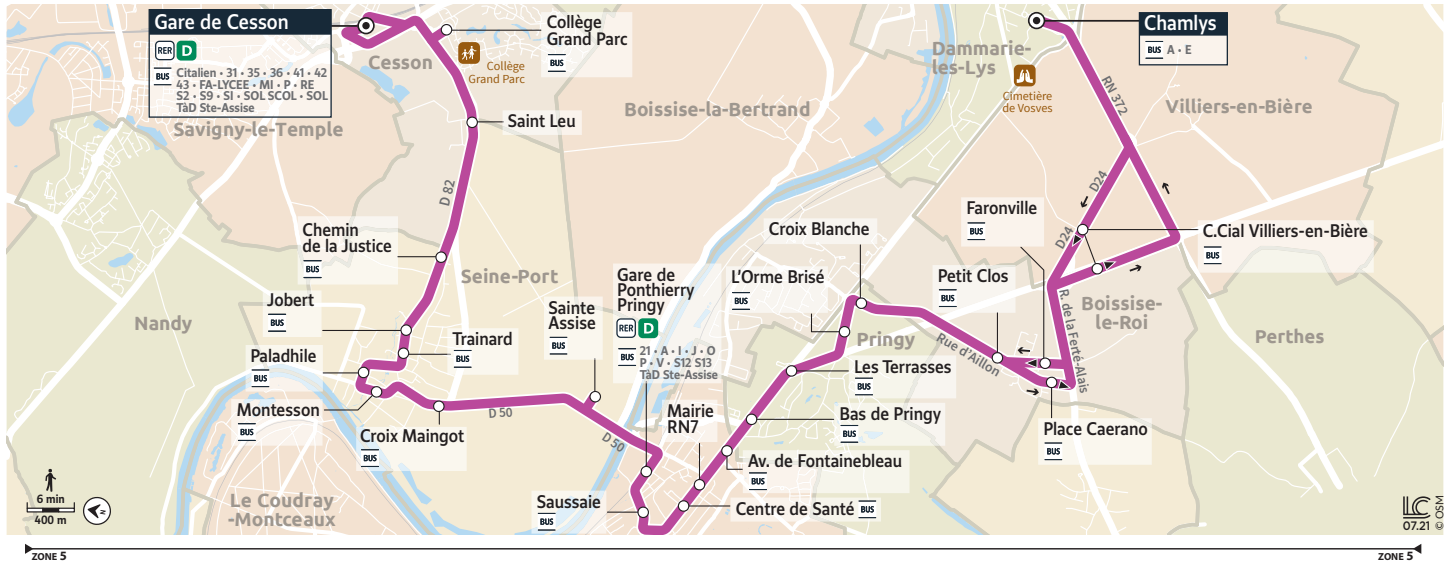 Gare de Cesson
RER D
BUS Citalien • 31 • 35 • 36 • 41 • 42
43 • FA-LYCEE • MI • P • RE
S2 • S9 • SI • SOL SCOL • SOL
TàD Ste-Assise
Savigny-le-Temple
Cesson
Collège
Grand Parc
BUS
Collège
Grand Parc
Saint Leu
Boissise-la-Bertrand
Dammarie-
les-Lys
Cimetière
de Vosves
Chamlys
BUS A • E
RN 372
Villiers-en-Bière
D 82
D24
D24
Chemin
de la Justice
BUS
Seine-Port
Jobert
BUS
Nandy
Trainard
BUS
Paladhile
BUS
Montesson
BUS
Croix Maingot
BUS
D 50
D 50
Sainte
Assise
BUS
Gare de
Ponthierry
Pringy
RER D
BUS 21 • A • I • J • O
P • V • S12 S13
TàD Ste-Assise
Croix Blanche
L'Orme Brisé
BUS
Faronville
BUS
Petit Clos
BUS
C.Cial Villiers-en-Bière
BUS
Boissise-
le-Roi
R. de la Ferté-Alais
Perthes
Pringy
Rue d'Aillon
Les Terrasses
BUS
Mairie
RN7
Bas de Pringy
BUS
Place Caerano
BUS
Av. de Fontainebleau
BUS
Saussaie
BUS
Centre de Santé BUS
Le Coudray
-Montceaux
6 min
400 m
N
LC
07.21
© OSM
ZONE 5
ZONE 5